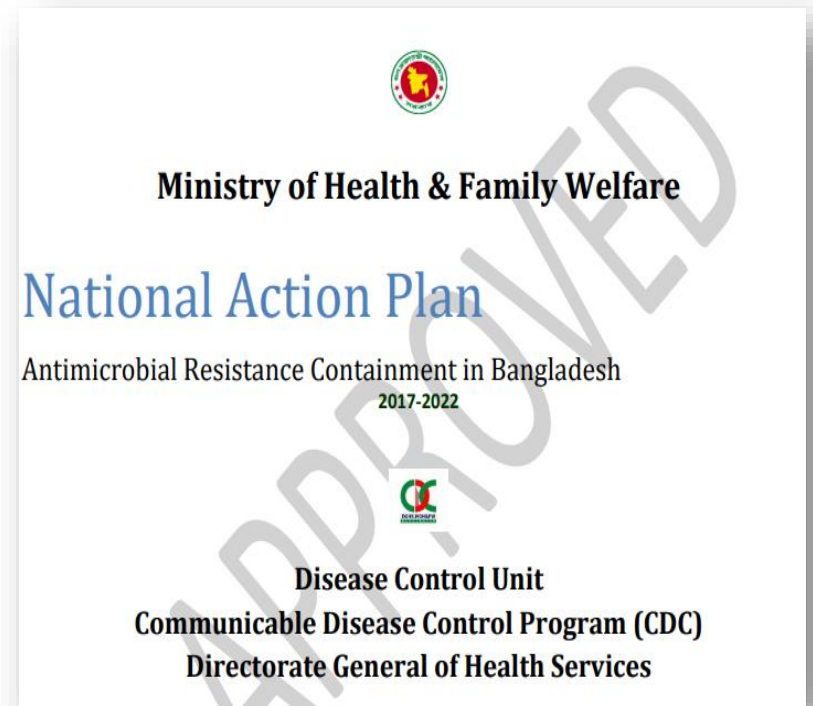 Ministry of Health & Family Welfare
National Action Plan
Antimicrobial Resistance Containment in Bangladesh
2017-2022
Disease Control Unit
Communicable Disease Control Program (CDC)
Directorate General of Health Services
APPROVED